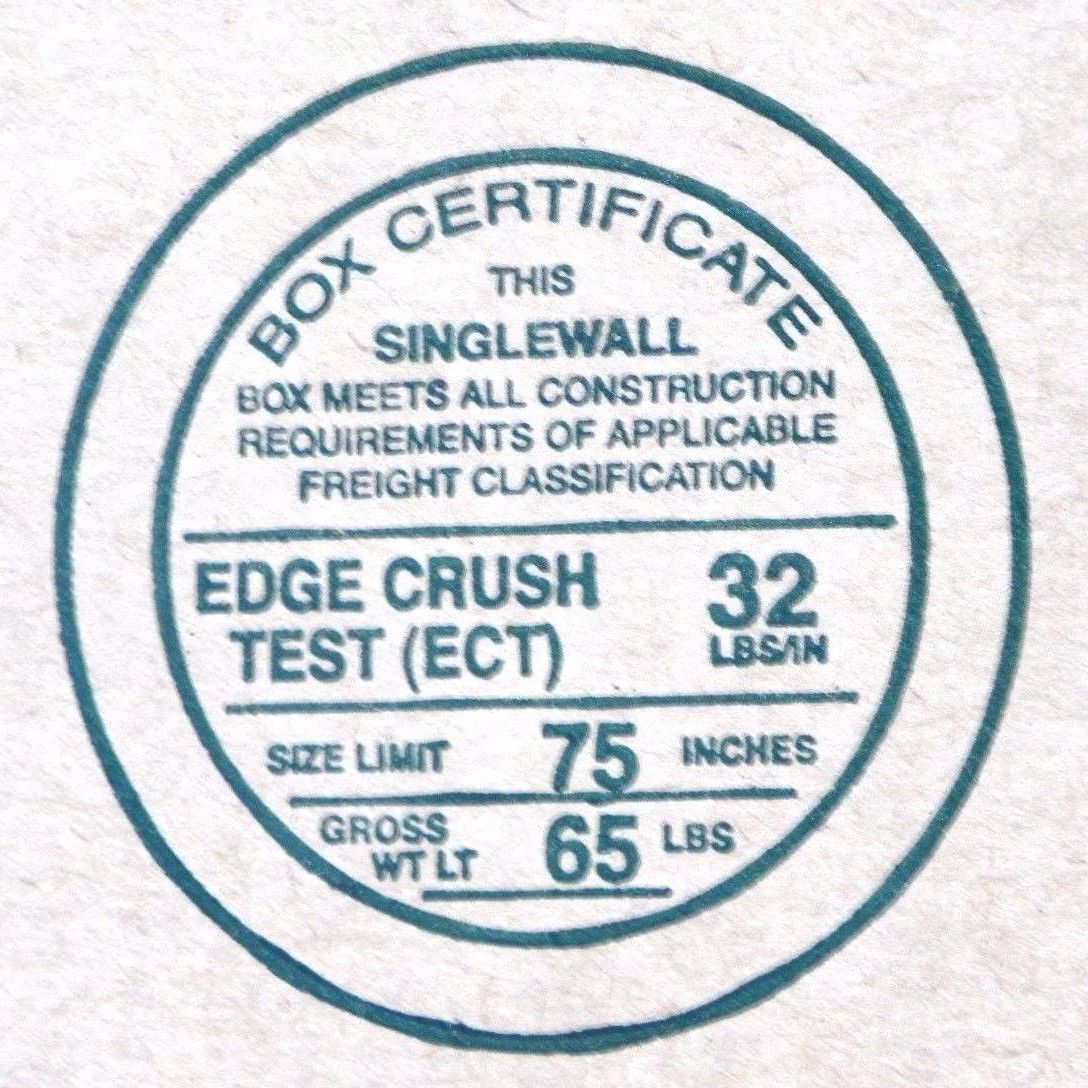 BOX CERTIFICATE
THIS
SINGLEWALL
BOX MEETS ALL CONSTRUCTION
REQUIREMENTS OF APPLICABLE
FREIGHT CLASSIFICATION
EDGE CRUSH
TEST (ECT)
32
LBS/IN
SIZE LIMIT 75 INCHES
GROSS
WT LT
65 LBS